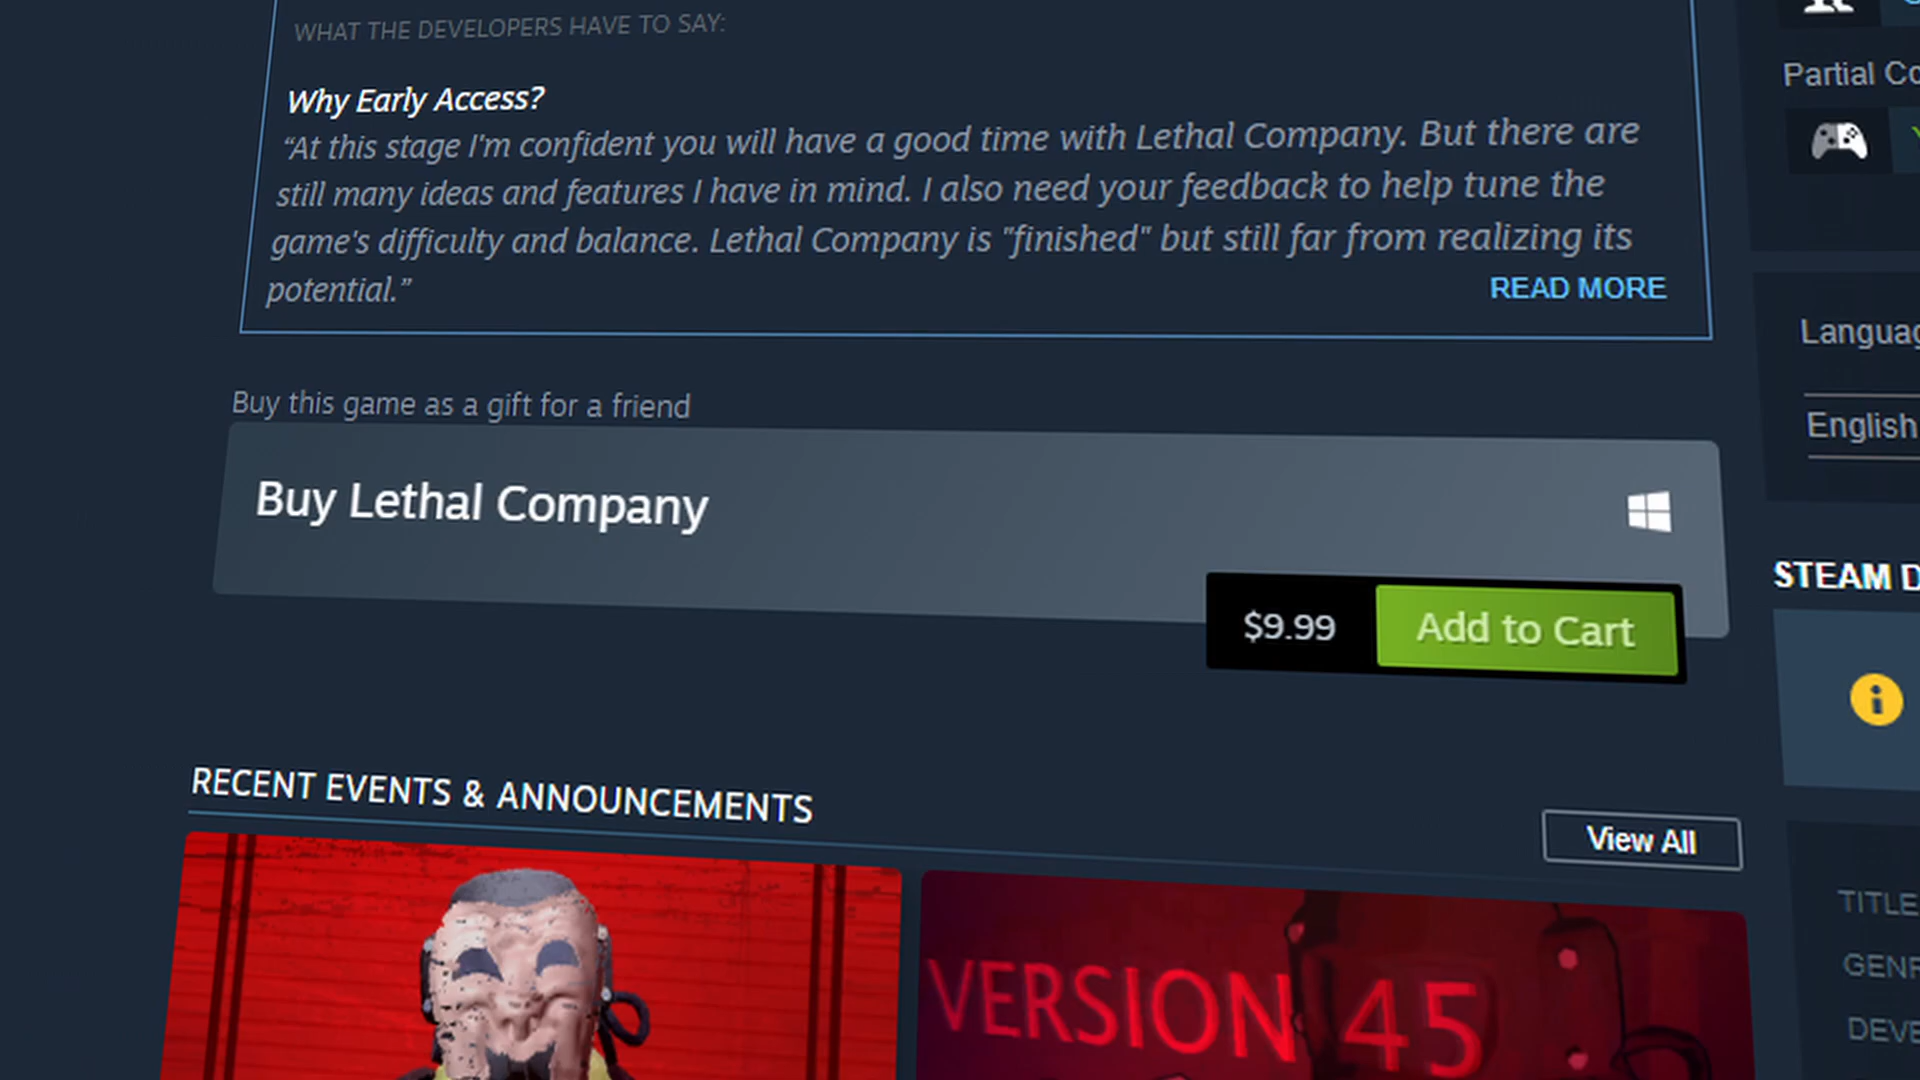 WHAT THE DEVELOPERS HAVE TO SAY:
Why Early Access?
“At this stage I'm confident you will have a good time with Lethal Company. But there are
still many ideas and features I have in mind. I also need your feedback to help tune the
game's difficulty and balance. Lethal Company is "finished" but still far from realizing its
potential.”
READ MORE
Buy this game as a gift for a friend
Buy Lethal Company
$9.99
Add to Cart
RECENT EVENTS & ANNOUNCEMENTS
View All
VERSION 45
Partial
English
STEAM
TITLE